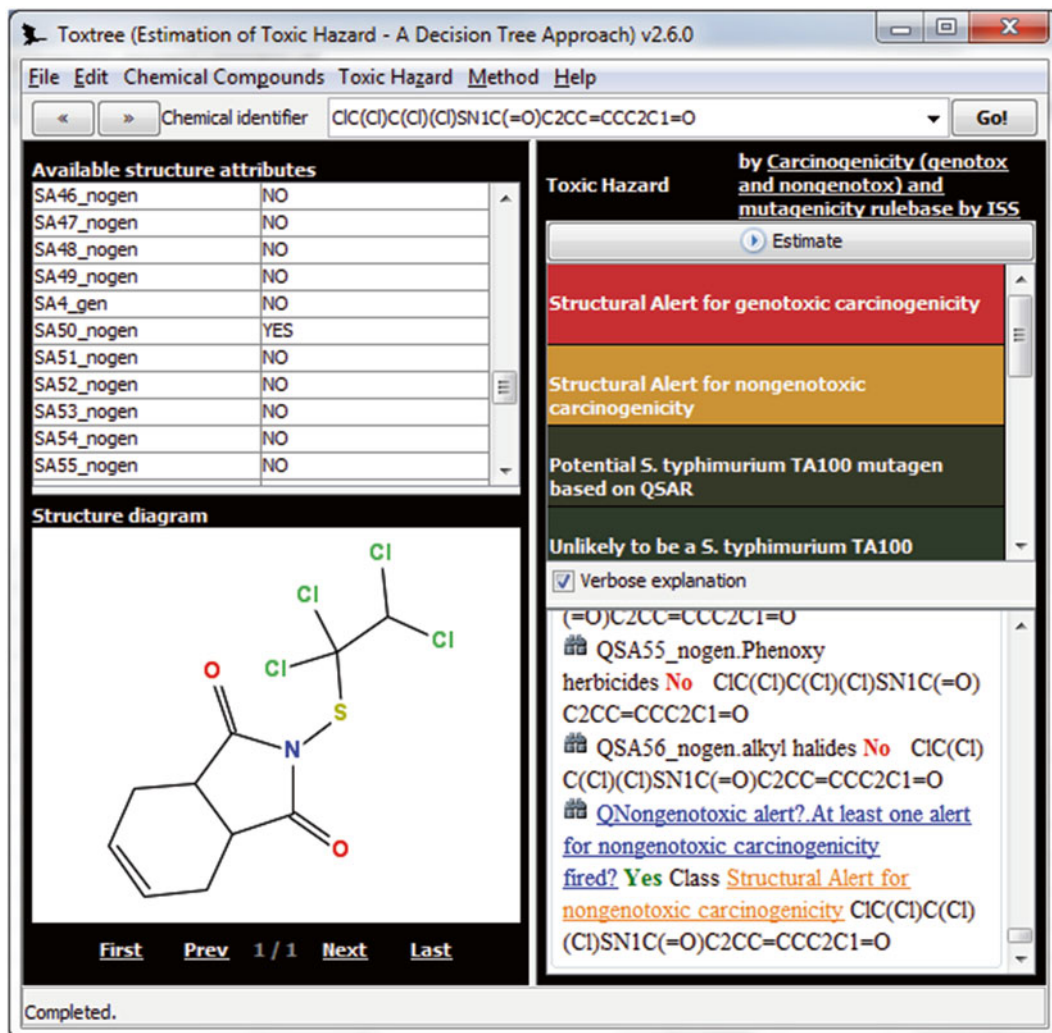 Toxtree (Estimation of Toxic Hazard - A Decision Tree Approach) v2.6.0
File Edit Chemical Compounds Toxic Hazard Method Help
« » Chemical identifier ClC(Cl)C(Cl)(Cl)SN1C(=O)C2CC=CCC2C1=O Go!
Available structure attributes
SA46_nogen NO
SA47_nogen NO
SA48_nogen NO
SA49_nogen NO
SA4_gen NO
SA50_nogen YES
SA51_nogen NO
SA52_nogen NO
SA53_nogen NO
SA54_nogen NO
SA55_nogen NO
Structure diagram
Cl
Cl
Cl
Cl
O
S
N
O
First Prev 1 / 1 Next Last
Toxic Hazard
by Carcinogenicity (genotox
and nongenotox) and
mutagenicity rulebase by ISS
Estimate
Structural Alert for genotoxic carcinogenicity
Structural Alert for nongenotoxic
carcinogenicity
Potential S. typhimurium TA100 mutagen
based on QSAR
Unlikely to be a S. typhimurium TA100
Verbose explanation
(=O)C2CC=CCC2C1=O
QSA55_nogen.Phenoxy
herbicides No ClC(Cl)C(Cl)(Cl)SN1C(=O)
C2CC=CCC2C1=O
QSA56_nogen.alkyl halides No ClC(Cl)
C(Cl)(Cl)SN1C(=O)C2CC=CCC2C1=O
QNongenotoxic alert?.At least one alert
for nongenotoxic carcinogenicity
fired? Yes Class Structural Alert for
nongenotoxic carcinogenicity ClC(Cl)C(Cl)
(Cl)SN1C(=O)C2CC=CCC2C1=O
Completed.